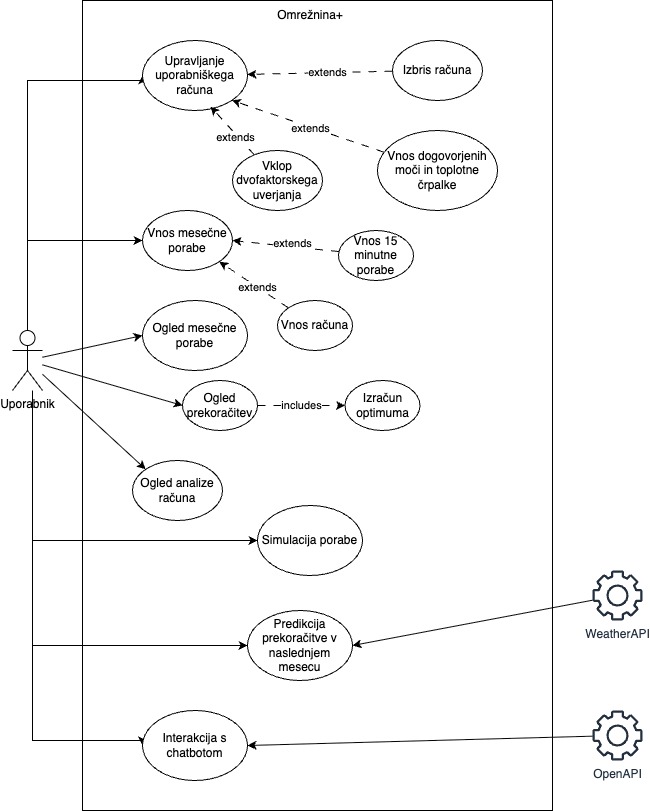 Omrežnina+
Upravljanje
uporabniškega
računa
extends
Izbris računa
extends
Vnos dogovorjenih
moči in toplotne
črpalke
extends
Vklop
dvofaktorskega
uverjanja
Vnos mesečne
porabe
extends
Vnos 15
minutne
porabe
extends
Vnos računa
Ogled mesečne
porabe
Uporabnik
Ogled
prekoračitev
includes
Izračun
optimuma
Ogled analize
računa
Simulacija porabe
Predikcija
prekoračitve v
naslednjem
mesecu
WeatherAPI
Interakcija s
chatbotom
OpenAPI